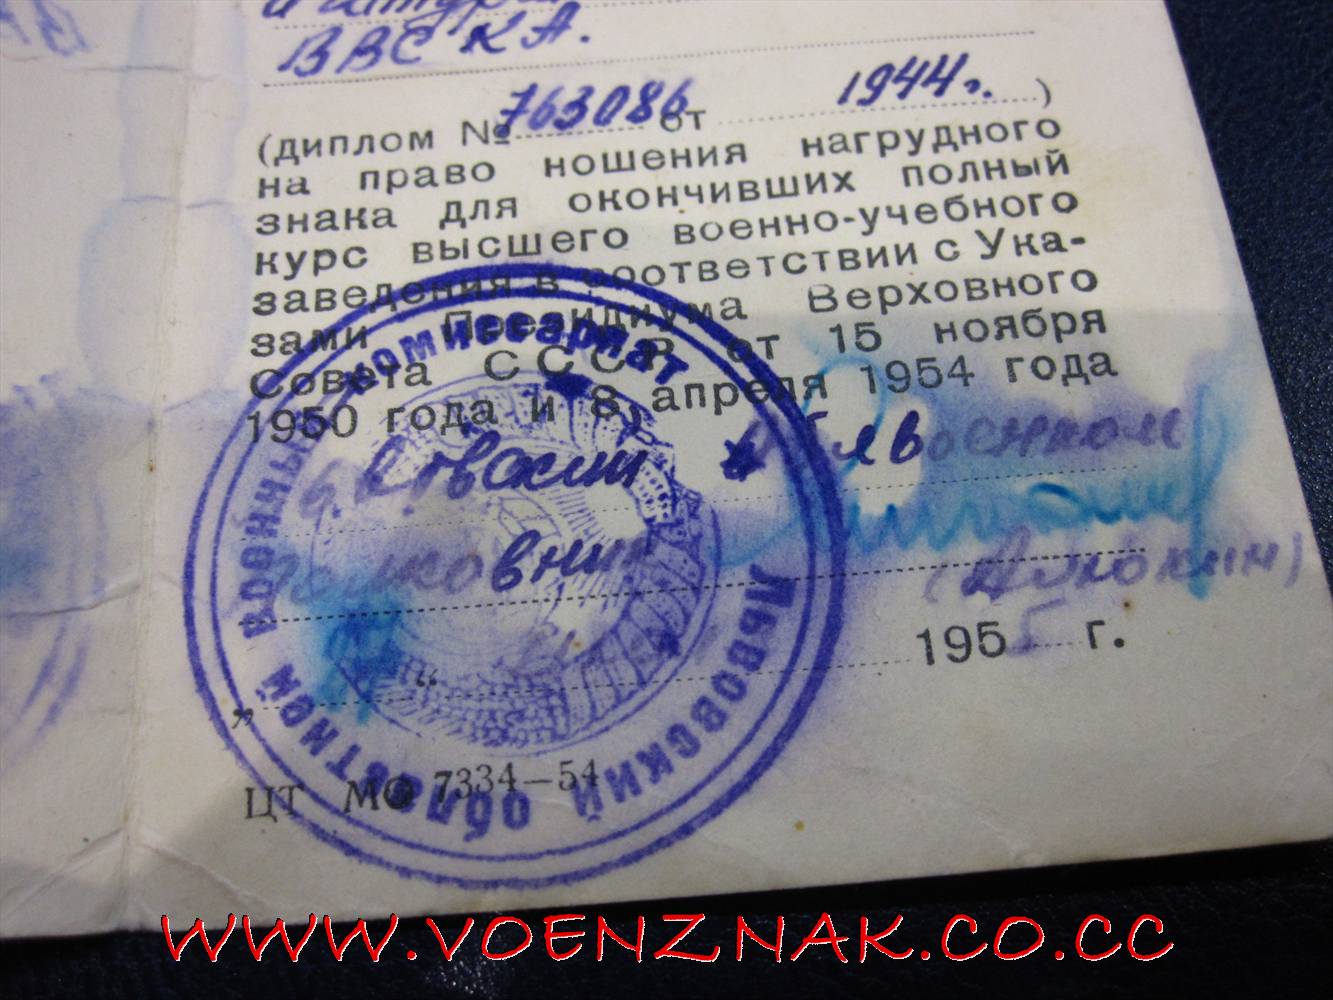 ВВС КА.
(диплом № 763086 от 1944г.)
на право ношения нагрудного
знака для окончивших полный
курс высшего военно-учебного
заведения в соответствии с Ука-
зами Президиума Верховного
Совета СССР от 15 ноября
1950 года и 8 апреля 1954 года
1955 г.
ЦТ МО 7334—54
Львовский областной военный комиссариат
WWW.VOENZNAK.CO.CC